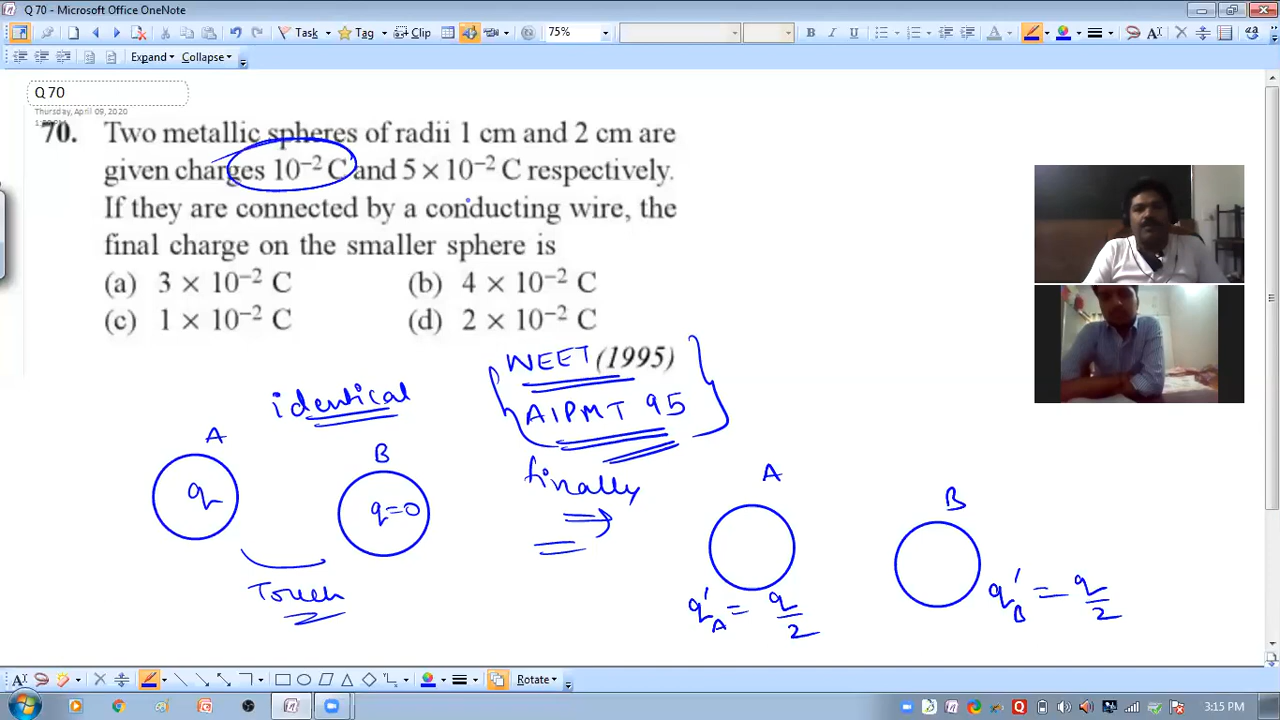 Q 70 - Microsoft OneNote
Task
Tag
Clip
75%
B
I
U
Expand
Collapse
Q 70
Thursday, April 09, 2020
70. Two metallic spheres of radii 1 cm and 2 cm are
given charges 10⁻² C and 5 × 10⁻² C respectively.
If they are connected by a conducting wire, the
final charge on the smaller sphere is
(a) 3 × 10⁻² C (b) 4 × 10⁻² C
(c) 1 × 10⁻² C (d) 2 × 10⁻² C
NEET (1995)
AIPMT 95
identical
A
B
q
q=0
Touch
finally
A
B
q'A = q/2
q'B = q/2
Rotate
3:15 PM